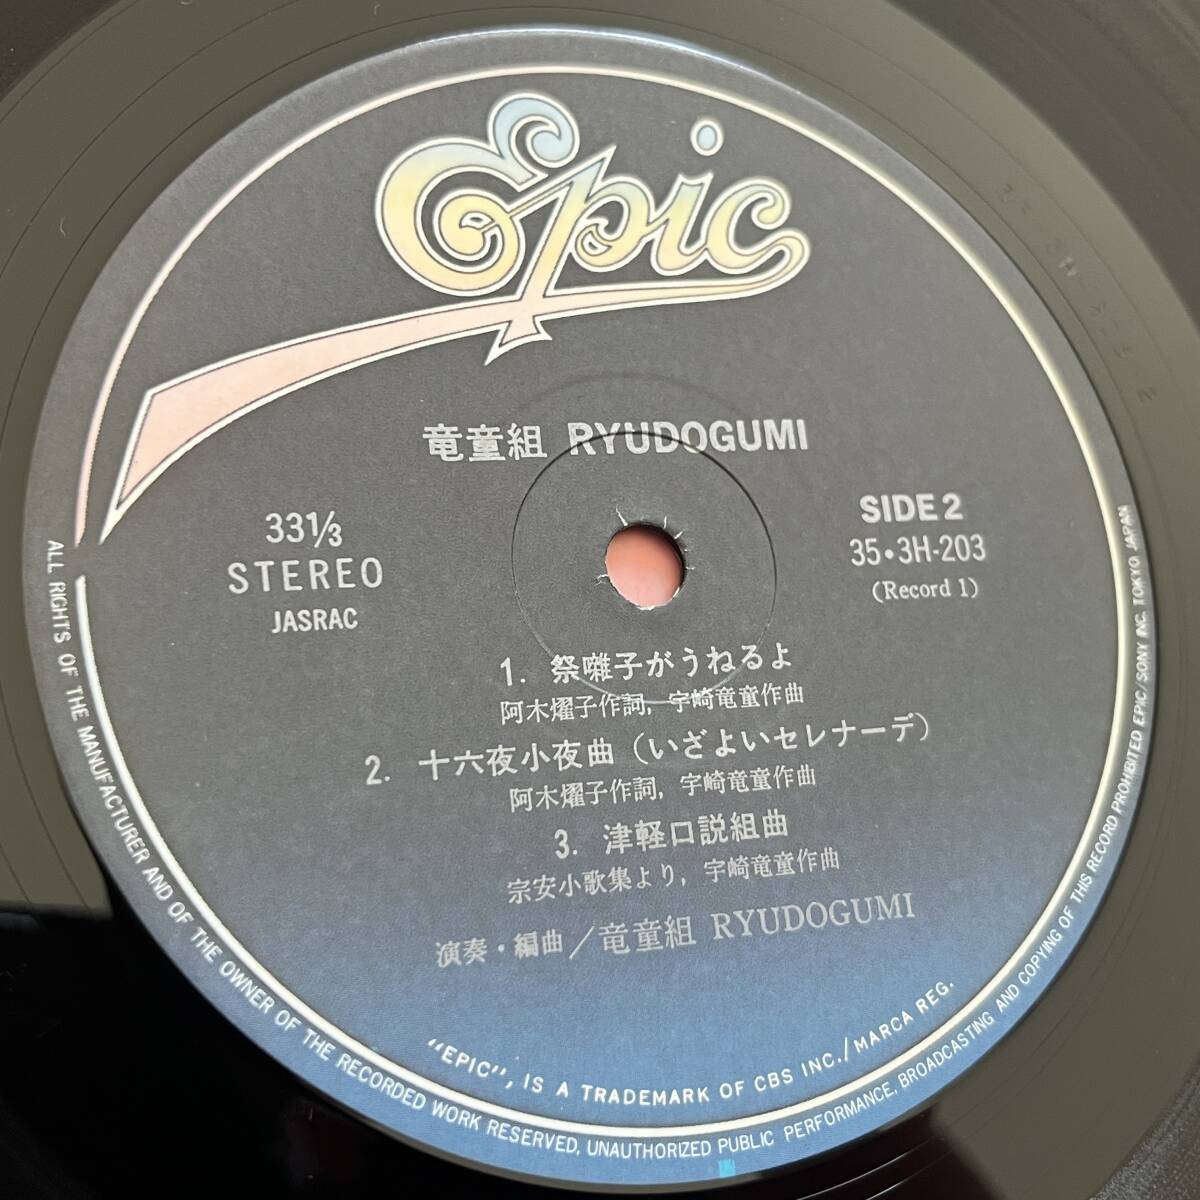 Epic
竜童組 RYUDOGUMI
33⅓
STEREO
JASRAC
SIDE 2
35・3H-203
(Record 1)
1. 祭囃子がうねるよ
阿木燿子作詞, 宇崎竜童作曲
2. 十六夜小夜曲（いざよいセレナーデ）
阿木燿子作詞, 宇崎竜童作曲
3. 津軽口説組曲
宗安小歌集より, 宇崎竜童作曲
演奏・編曲／竜童組 RYUDOGUMI
"EPIC", IS A TRADEMARK OF CBS INC./MARCA REG.
ALL RIGHTS OF THE MANUFACTURER AND OF THE OWNER OF THE RECORDED WORK RESERVED, UNAUTHORIZED PUBLIC PERFORMANCE, BROADCASTING AND COPYING OF THIS RECORD PROHIBITED EPIC/SONY INC. TOKYO JAPAN